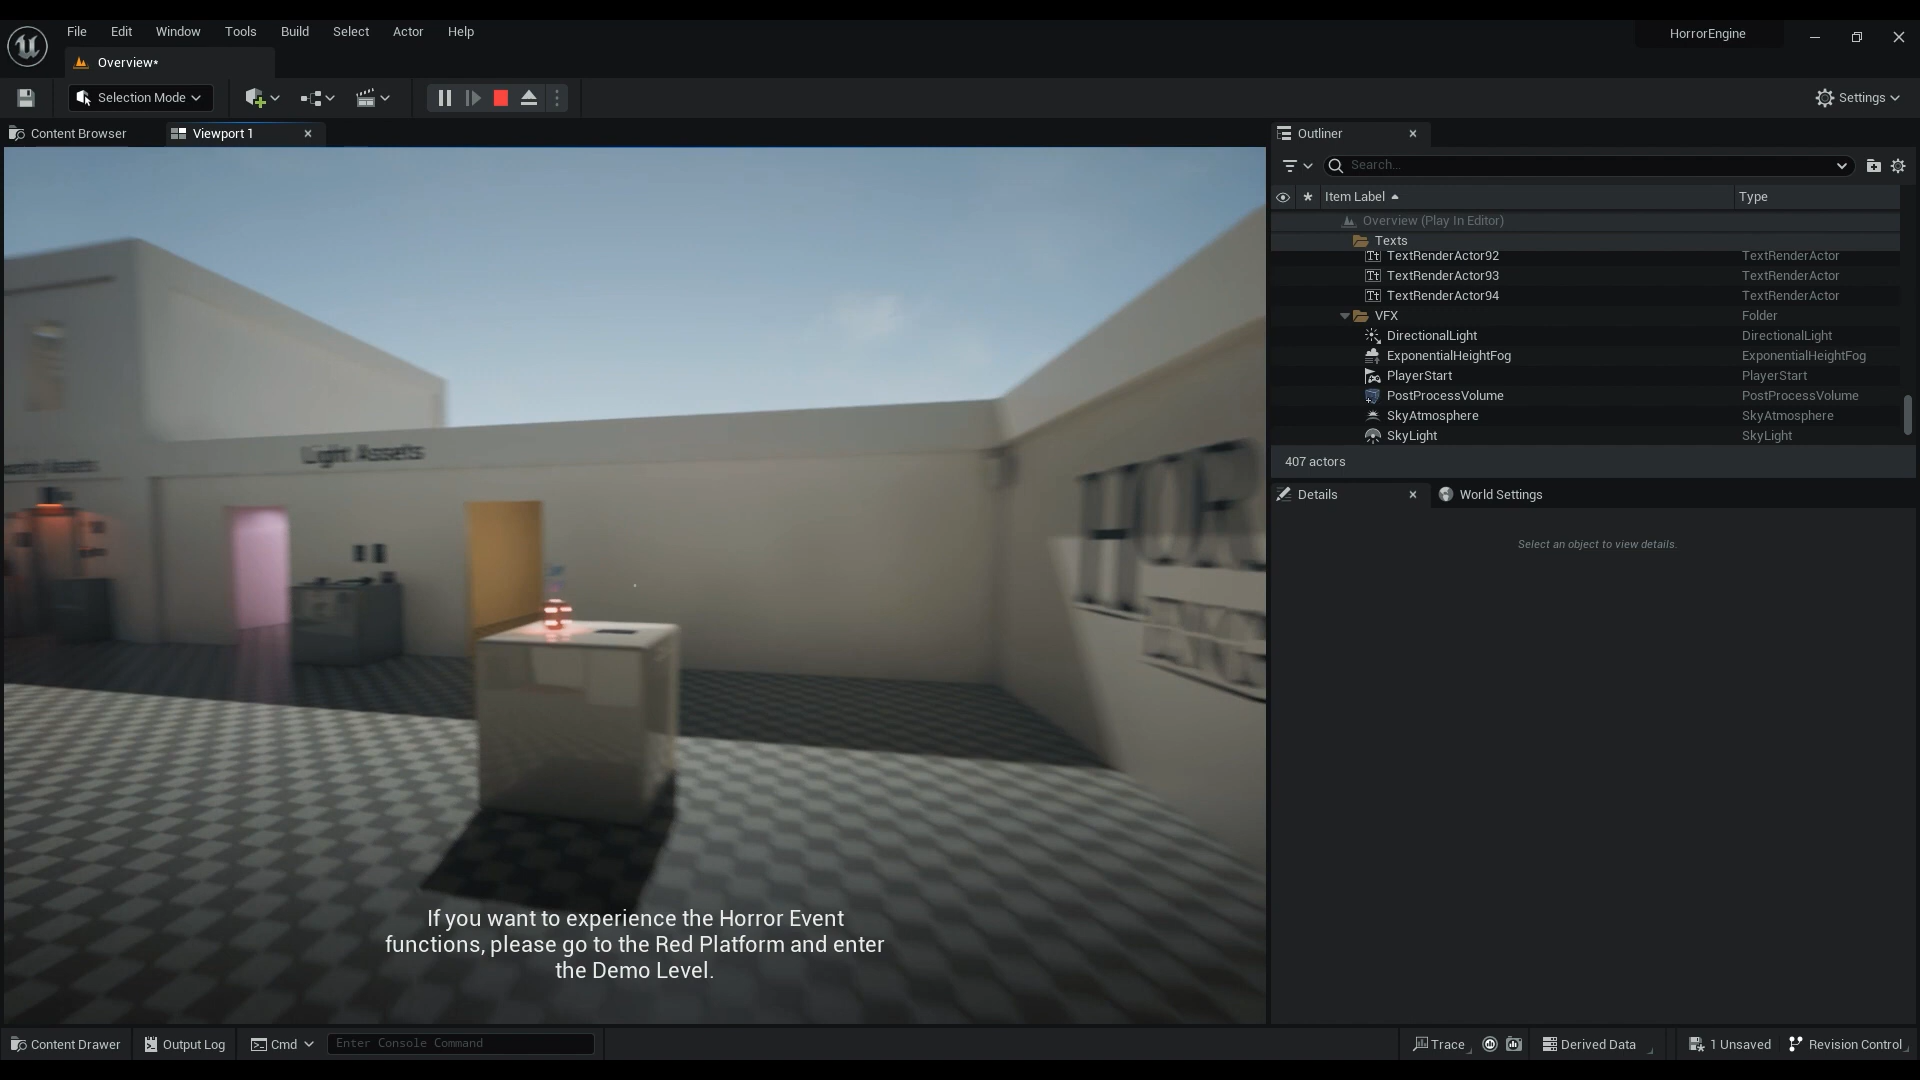 File Edit Window Tools Build Select Actor Help
HorrorEngine
Overview*
Selection Mode
Settings
Content Browser
Viewport 1
Outliner
Search...
Item Label
Type
Overview (Play In Editor)
Texts
TextRenderActor92 TextRenderActor
TextRenderActor93 TextRenderActor
TextRenderActor94 TextRenderActor
VFX Folder
DirectionalLight DirectionalLight
ExponentialHeightFog ExponentialHeightFog
PlayerStart PlayerStart
PostProcessVolume PostProcessVolume
SkyAtmosphere SkyAtmosphere
SkyLight SkyLight
407 actors
Details
World Settings
Select an object to view details.
Light Assets
Assets
HOR
If you want to experience the Horror Event
functions, please go to the Red Platform and enter
the Demo Level.
Content Drawer
Output Log
Cmd
Enter Console Command
Trace
Derived Data
1 Unsaved
Revision Control